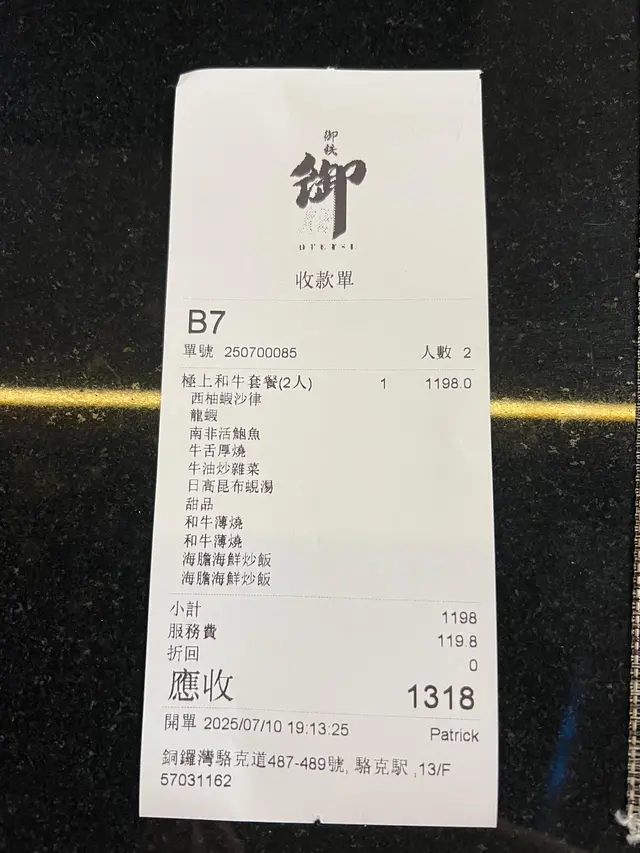 御鉄
御
收款單
B7
單號 250700085 人數 2
極上和牛套餐(2人) 1 1198.0
西柚蝦沙律
龍蝦
南非活鮑魚
牛舌厚燒
牛油炒雜菜
日高昆布蜆湯
甜品
和牛薄燒
和牛薄燒
海膽海鮮炒飯
海膽海鮮炒飯
小計 1198
服務費 119.8
折回 0
應收 1318
開單 2025/07/10 19:13:25 Patrick
銅鑼灣駱克道487-489號, 駱克駅 ,13/F
57031162